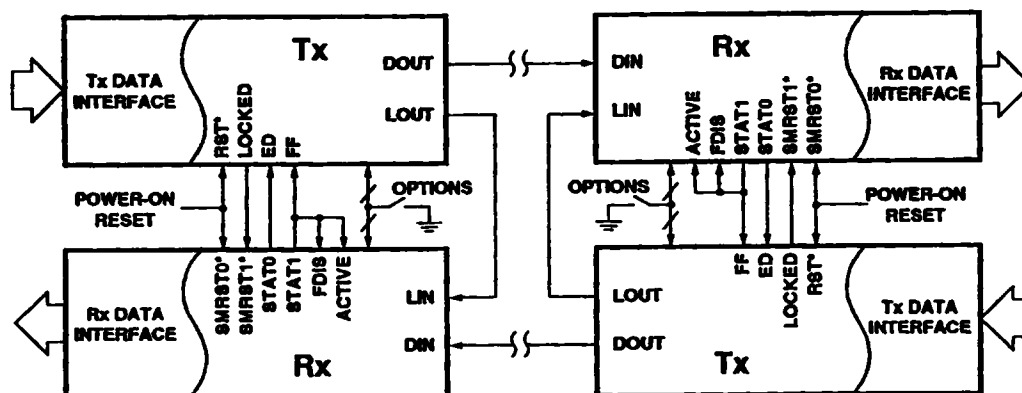 Tx
Tx DATA
INTERFACE
DOUT
LOUT
RST*
LOCKED
ED
FF
Rx
DIN
LIN
Rx DATA
INTERFACE
ACTIVE
FDIS
STAT1
STAT0
SMRST1*
SMRST0*
POWER-ON
RESET
OPTIONS
OPTIONS
POWER-ON
RESET
SMRST0*
SMRST1*
STAT0
STAT1
FDIS
ACTIVE
Rx DATA
INTERFACE
LIN
DIN
Rx
FF
ED
LOCKED
RST*
LOUT
DOUT
Tx DATA
INTERFACE
Tx